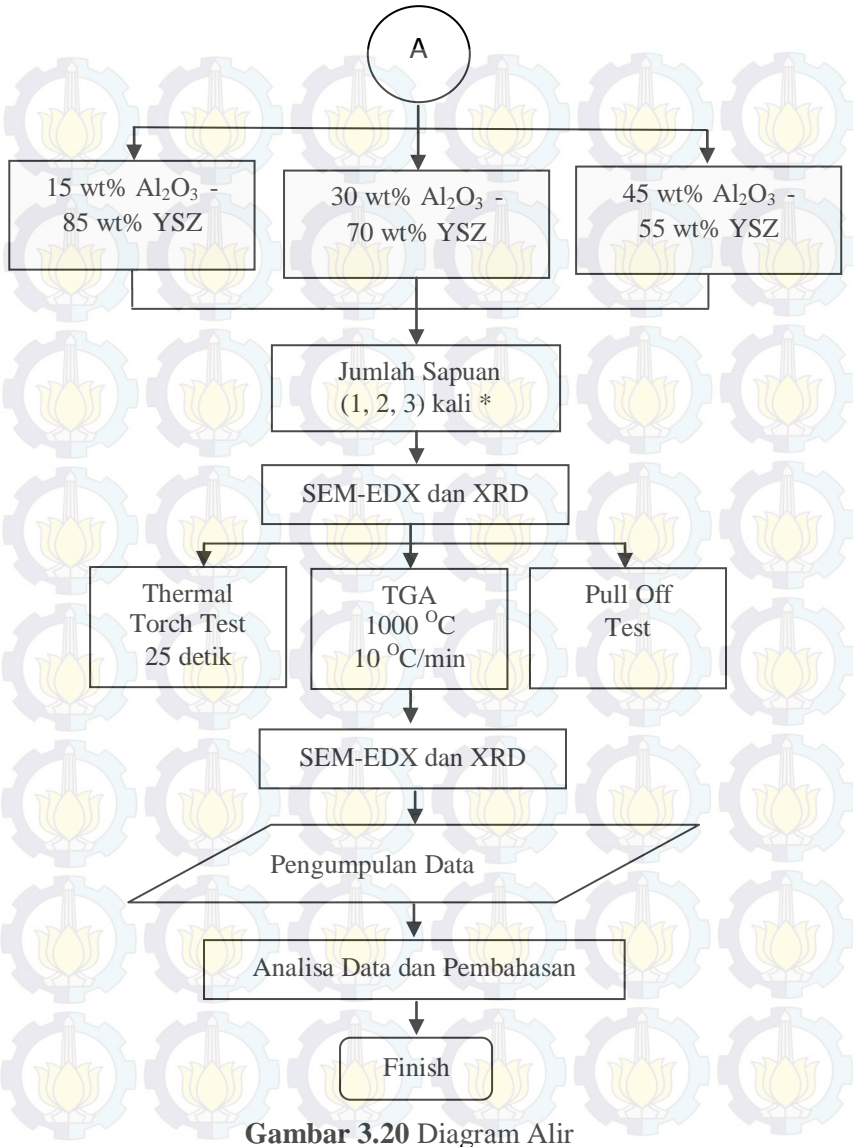 A
15 wt% Al₂O₃ -
85 wt% YSZ
30 wt% Al₂O₃ -
70 wt% YSZ
45 wt% Al₂O₃ -
55 wt% YSZ
Jumlah Sapuan
(1, 2, 3) kali *
SEM-EDX dan XRD
Thermal
Torch Test
25 detik
TGA
1000 ᴼC
10 ᴼC/min
Pull Off
Test
SEM-EDX dan XRD
Pengumpulan Data
Analisa Data dan Pembahasan
Finish
Gambar 3.20 Diagram Alir